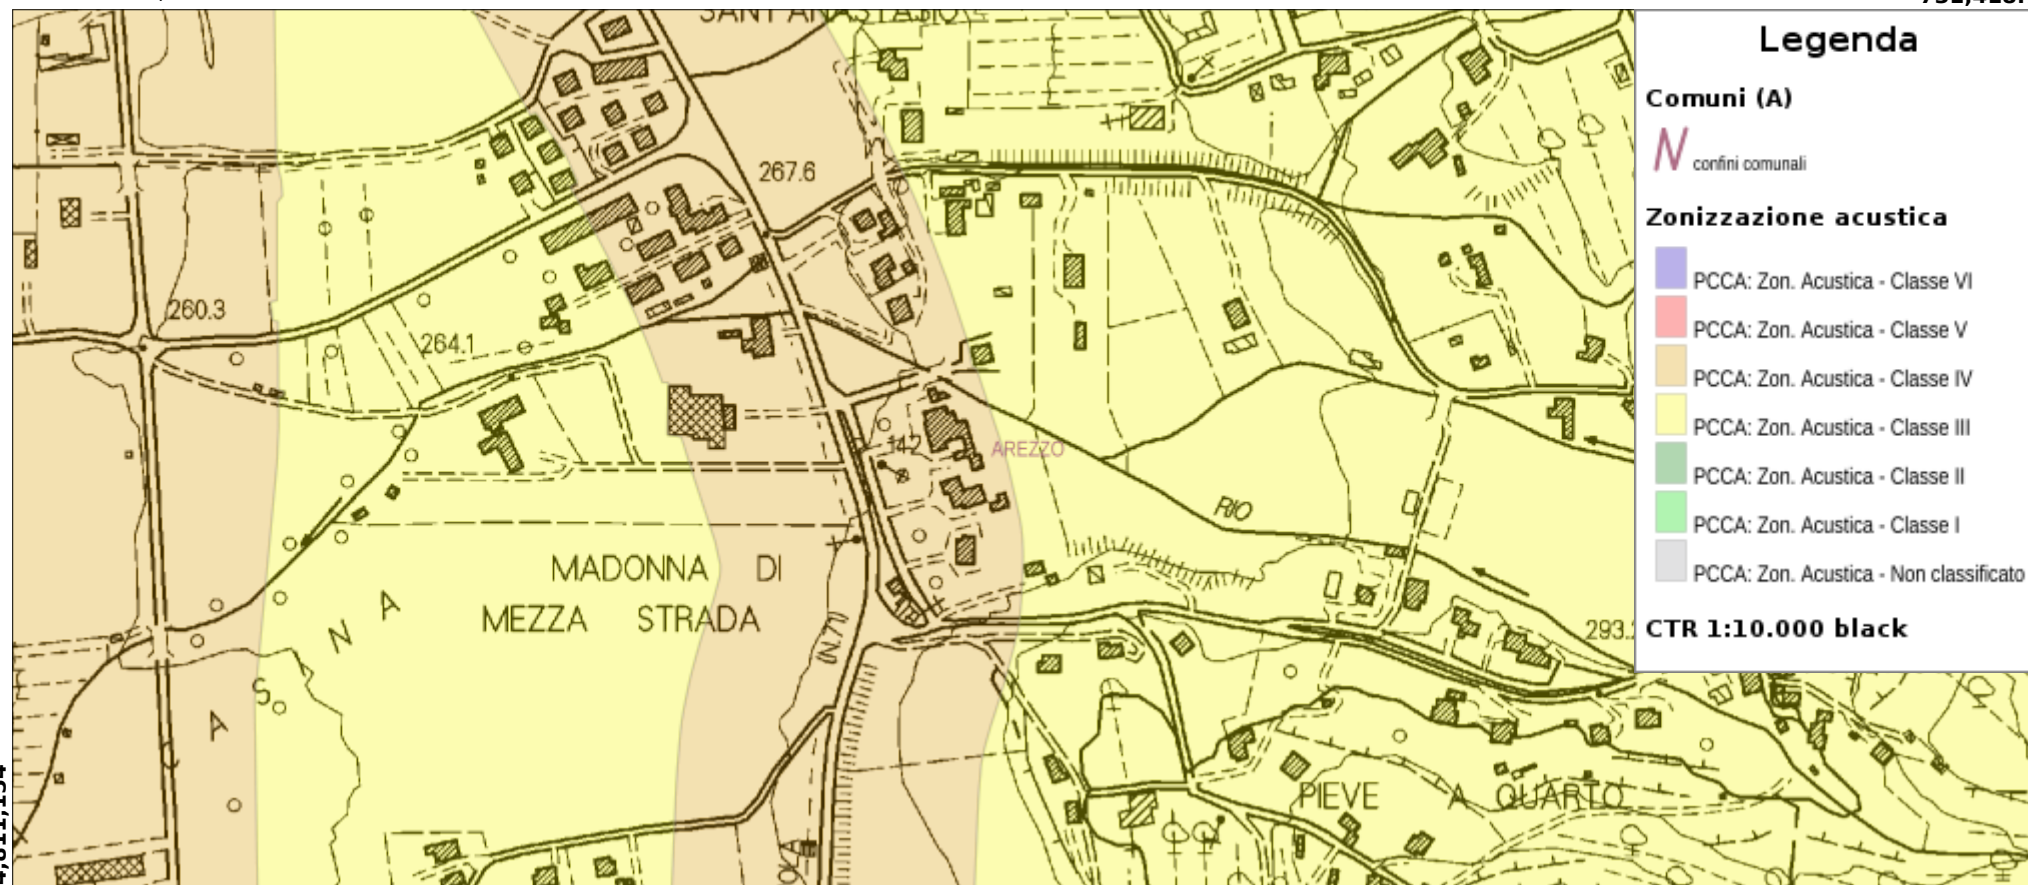 SANT'ANASTASIO
Legenda
Comuni (A)
confini comunali
Zonizzazione acustica
PCCA: Zon. Acustica - Classe VI
PCCA: Zon. Acustica - Classe V
PCCA: Zon. Acustica - Classe IV
PCCA: Zon. Acustica - Classe III
PCCA: Zon. Acustica - Classe II
PCCA: Zon. Acustica - Classe I
PCCA: Zon. Acustica - Non classificato
CTR 1:10.000 black
267.6
260.3
264.1
142
AREZZO
RIO
MADONNA DI
MEZZA STRADA
C A S N A
PIEVE A QUARTO